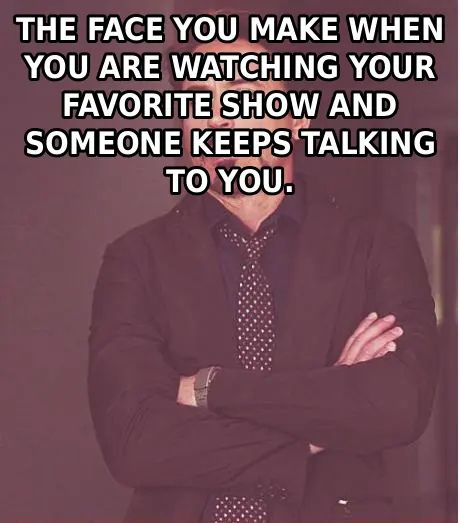 THE FACE YOU MAKE WHEN
YOU ARE WATCHING YOUR
FAVORITE SHOW AND
SOMEONE KEEPS TALKING
TO YOU.